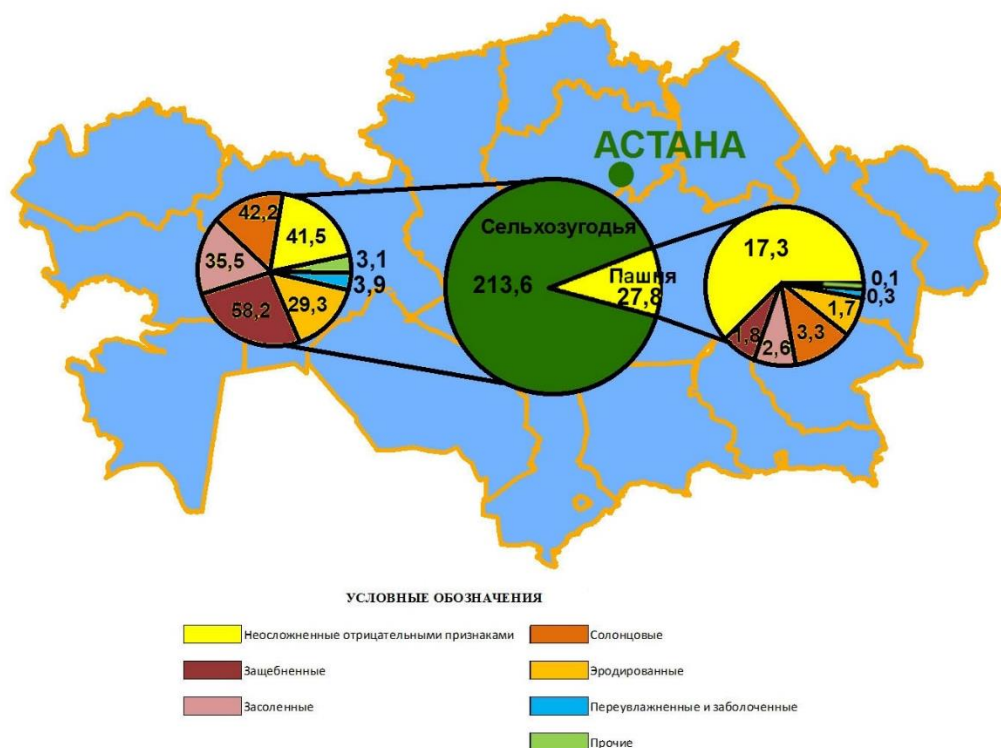 АСТАНА
42,2
41,5
35,5
3,1
3,9
58,2
29,3
Сельхозугодья
213,6
Пашня
27,8
17,3
0,1
0,3
1,7
1,8
2,6
3,3
УСЛОВНЫЕ ОБОЗНАЧЕНИЯ
Неосложненные отрицательными признаками
Солонцовые
Защебненные
Эродированные
Засоленные
Переувлажненные и заболоченные
Прочие